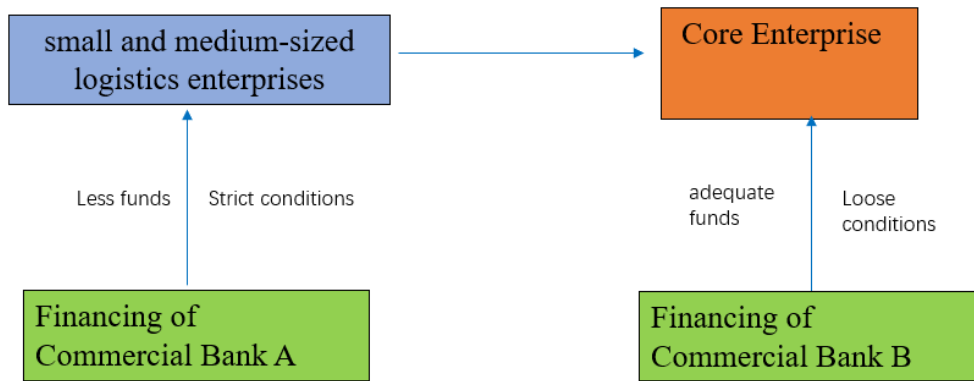 small and medium-sized
logistics enterprises
Core Enterprise
Less funds
Strict conditions
adequate
funds
Loose
conditions
Financing of
Commercial Bank A
Financing of
Commercial Bank B